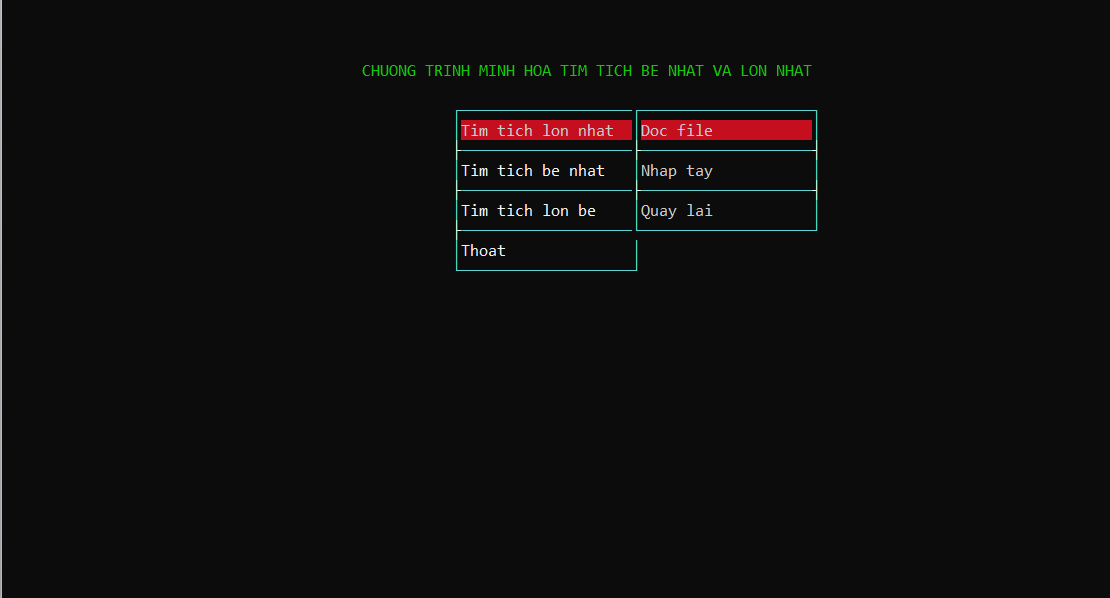 CHUONG TRINH MINH HOA TIM TICH BE NHAT VA LON NHAT
Tim tich lon nhat Doc file
Tim tich be nhat Nhap tay
Tim tich lon be Quay lai
Thoat